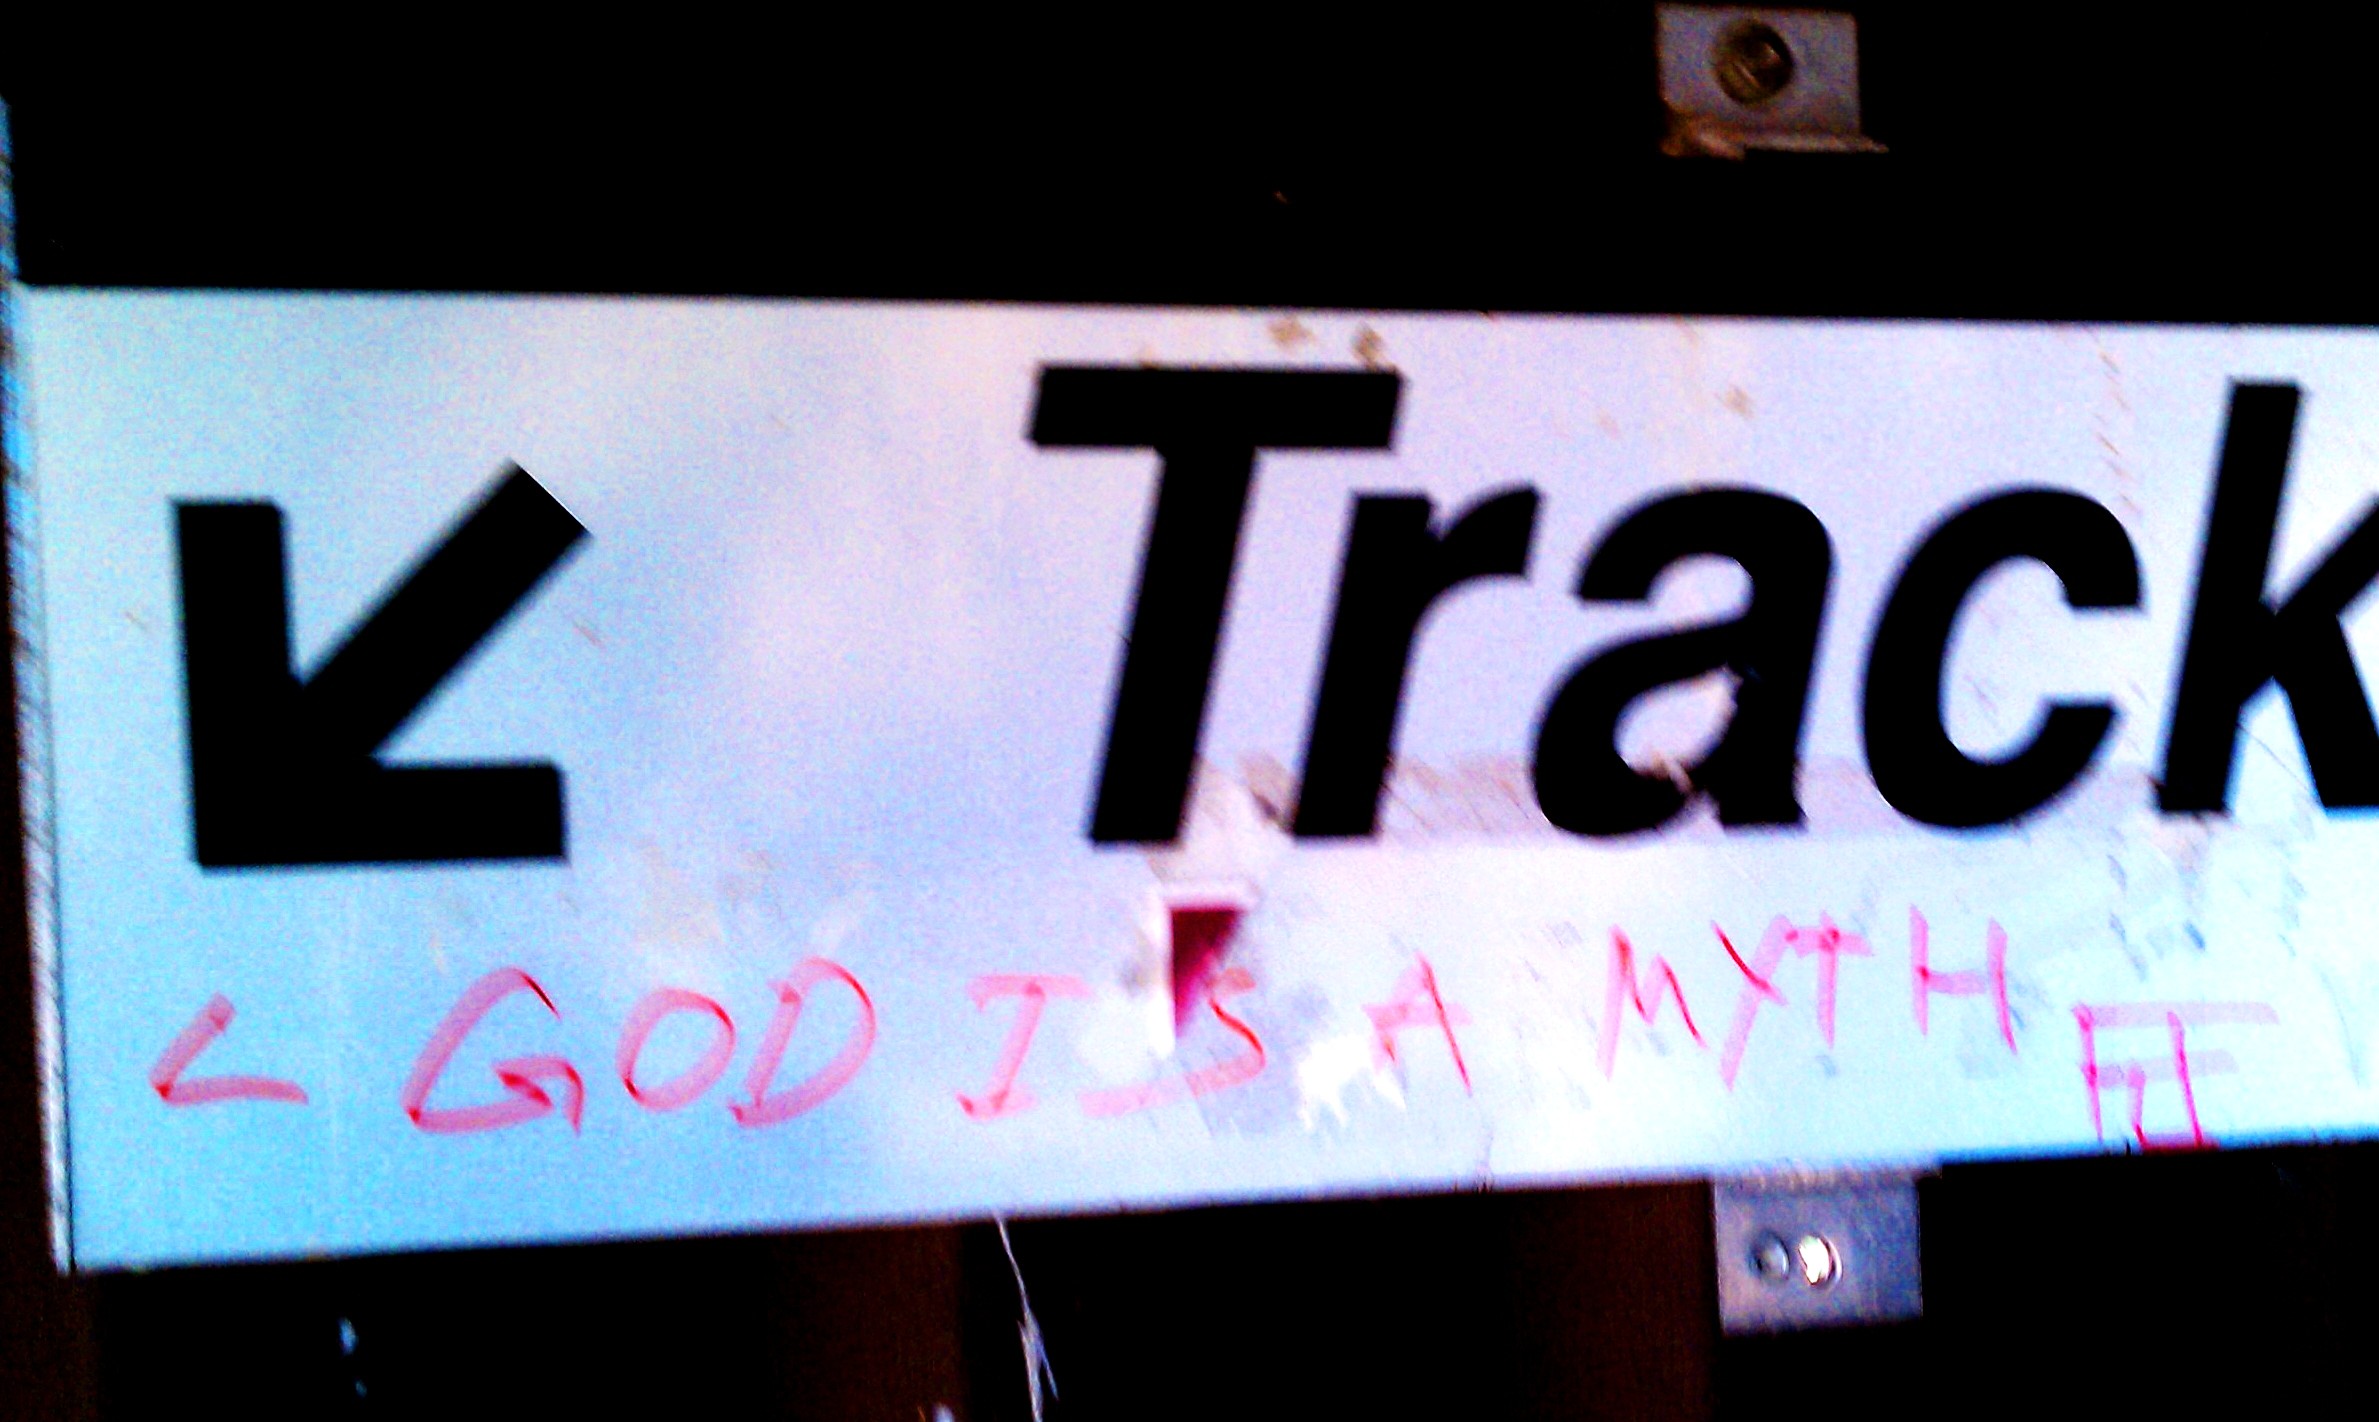 ↙ Track
< GOD IS A MYTH